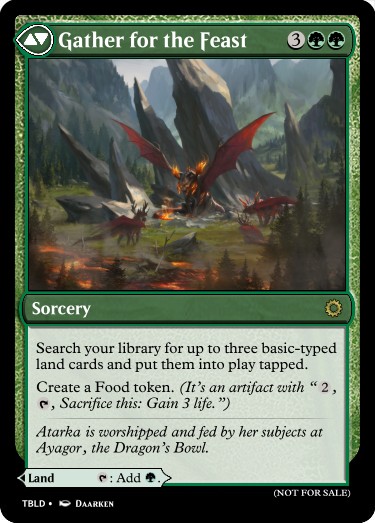 Gather for the Feast 3
Sorcery
Search your library for up to three basic-typed
land cards and put them into play tapped.
Create a Food token. (It's an artifact with “2,
, Sacrifice this: Gain 3 life.”)
Atarka is worshipped and fed by her subjects at
Ayagor, the Dragon's Bowl.
Land : Add .
(NOT FOR SALE)
TBLD • Daarken